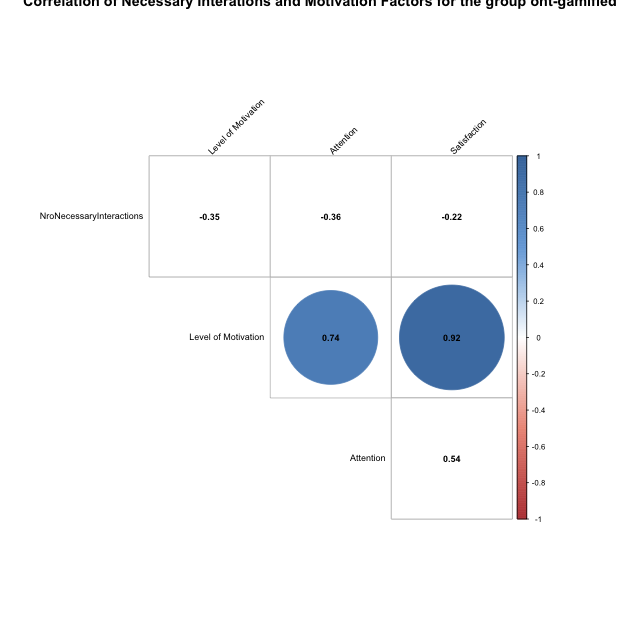 Correlation of Necessary Interations and Motivation Factors for the group ont-gamified
Level of Motivation
Attention
Satisfaction
NroNecessaryInteractions
-0.35
-0.36
-0.22
Level of Motivation
0.74
0.92
Attention
0.54
1
0.8
0.6
0.4
0.2
0
-0.2
-0.4
-0.6
-0.8
-1